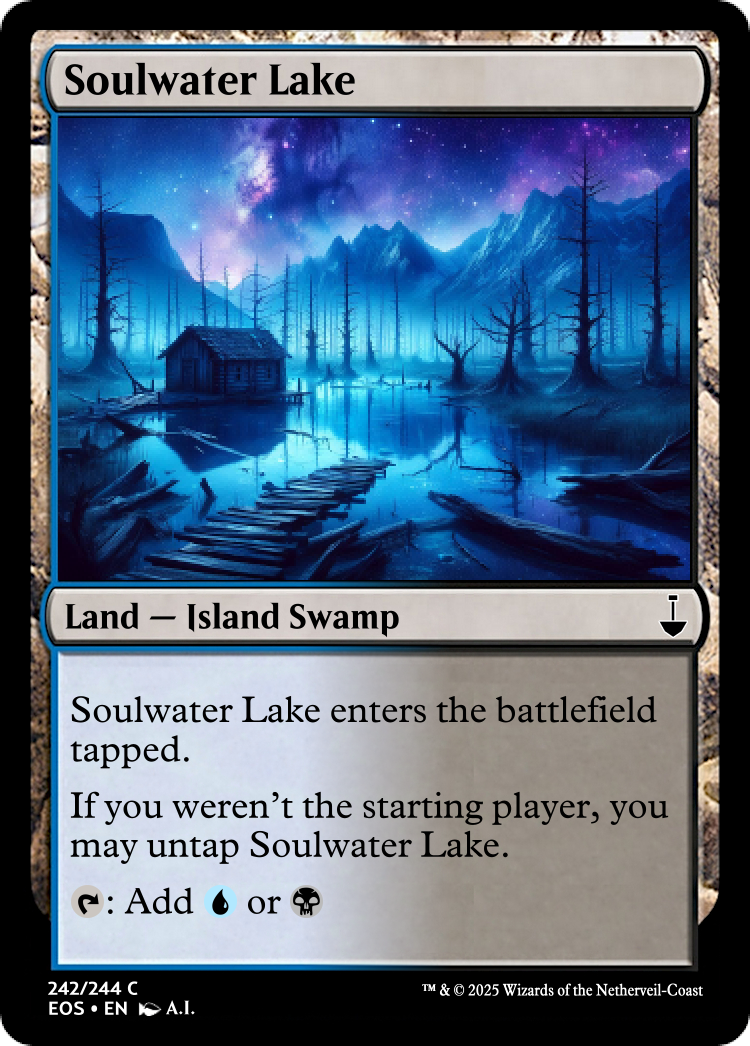 Soulwater Lake
Land — Island Swamp
Soulwater Lake enters the battlefield
tapped.
If you weren't the starting player, you
may untap Soulwater Lake.
: Add or
242/244 C
™ & © 2025 Wizards of the Netherveil-Coast
EOS • EN A.I.